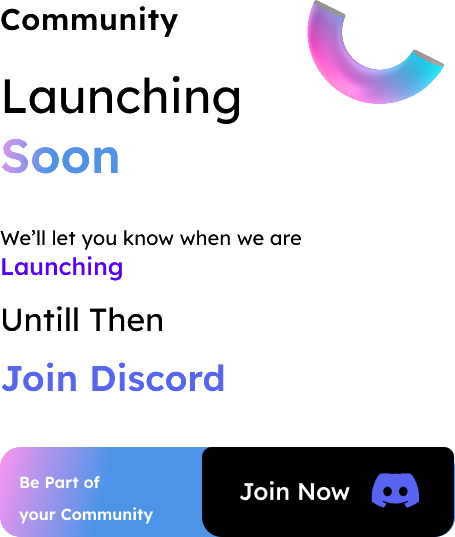 Community
Launching
Soon
We’ll let you know when we are
Launching
Untill Then
Join Discord
Be Part of
your Community
Join Now